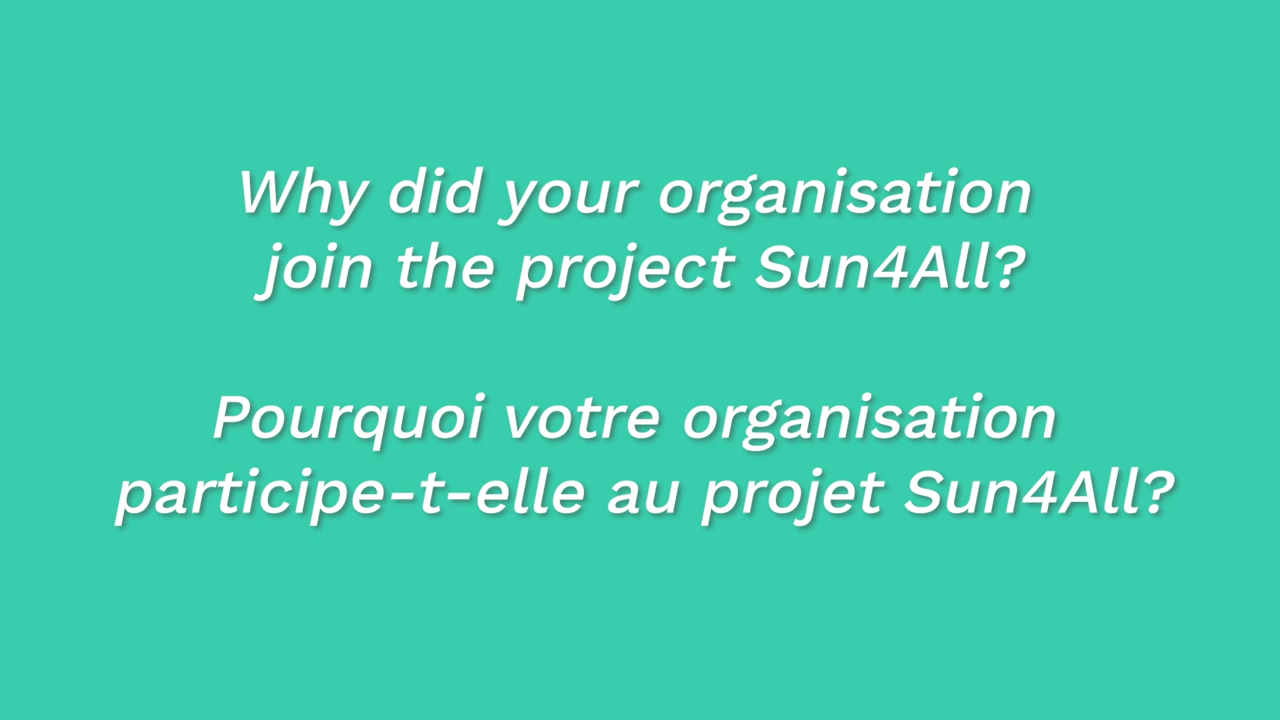 Why did your organisation
join the project Sun4All?
Pourquoi votre organisation
participe-t-elle au projet Sun4All?